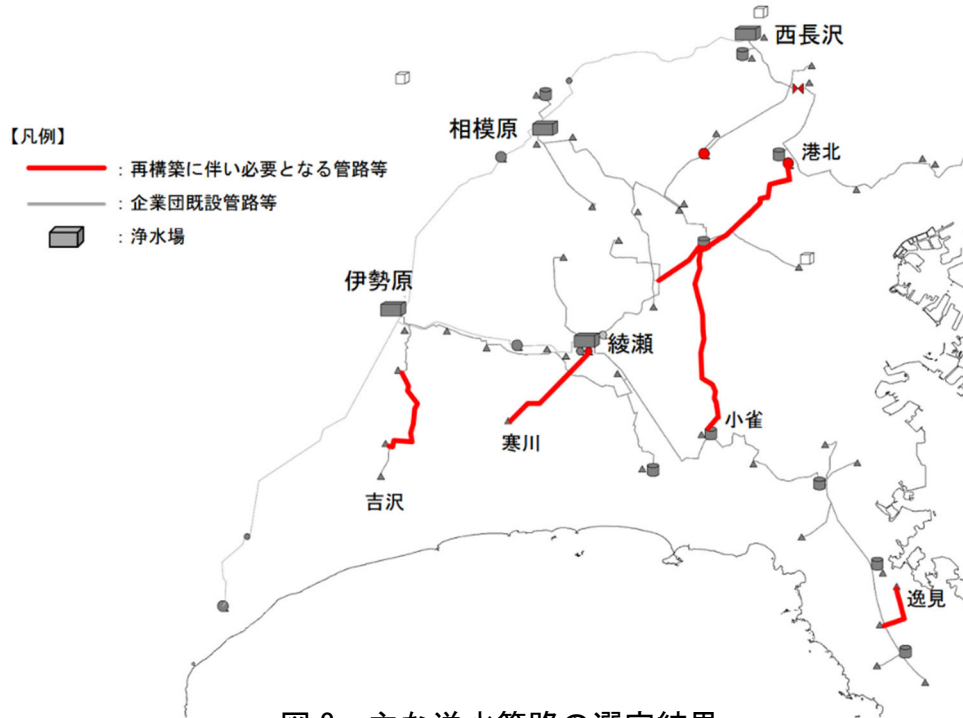 西長沢
相模原
【凡例】
：再構築に伴い必要となる管路等
港北
：企業団既設管路等
：浄水場
伊勢原
綾瀬
小雀
寒川
吉沢
逸見